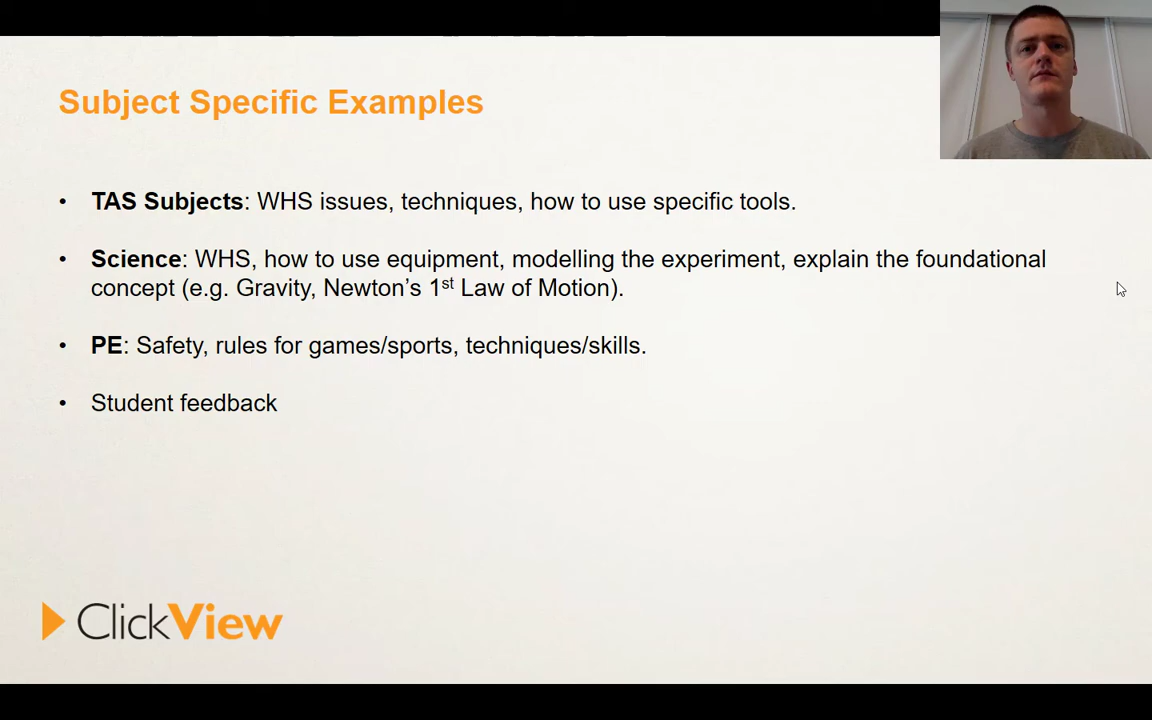 Subject Specific Examples
• TAS Subjects: WHS issues, techniques, how to use specific tools.
• Science: WHS, how to use equipment, modelling the experiment, explain the foundational
concept (e.g. Gravity, Newton’s 1st Law of Motion).
• PE: Safety, rules for games/sports, techniques/skills.
• Student feedback
ClickView